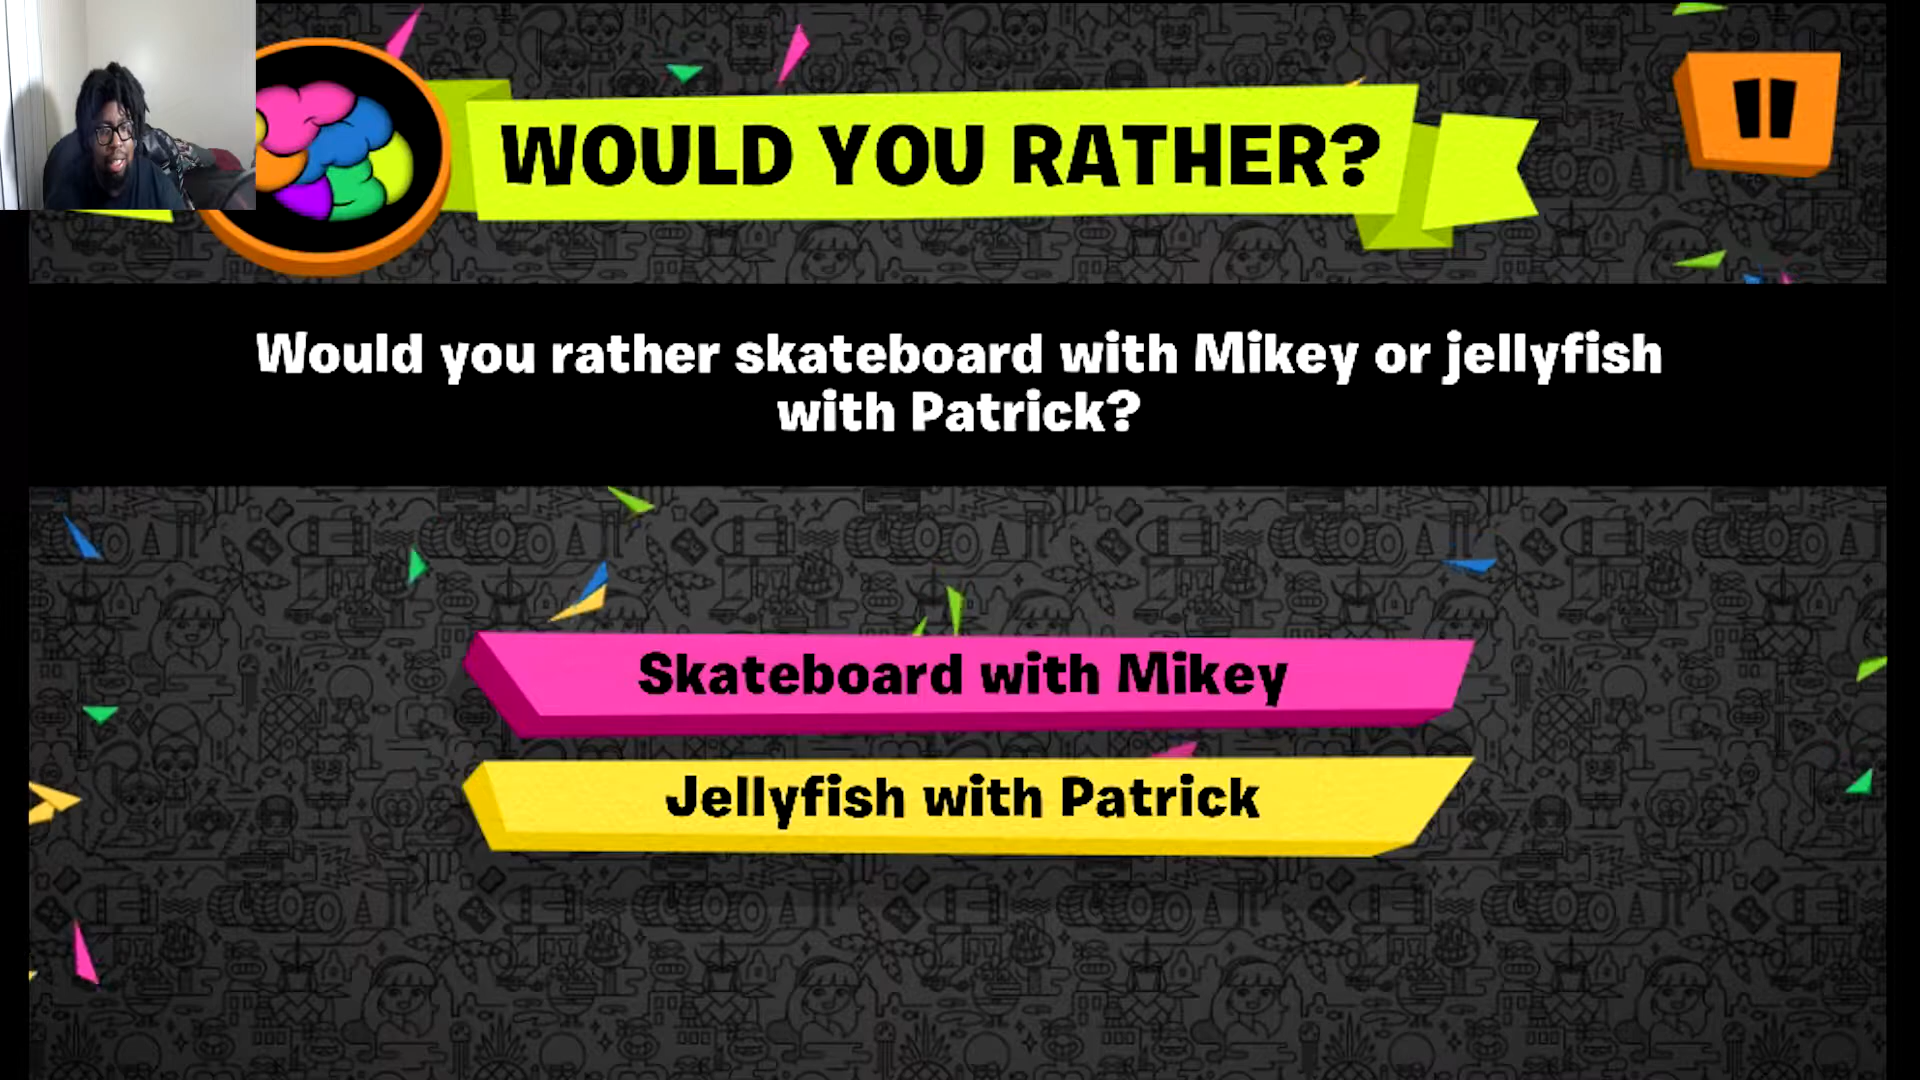 WOULD YOU RATHER?
Would you rather skateboard with Mikey or jellyfish
with Patrick?
Skateboard with Mikey
Jellyfish with Patrick